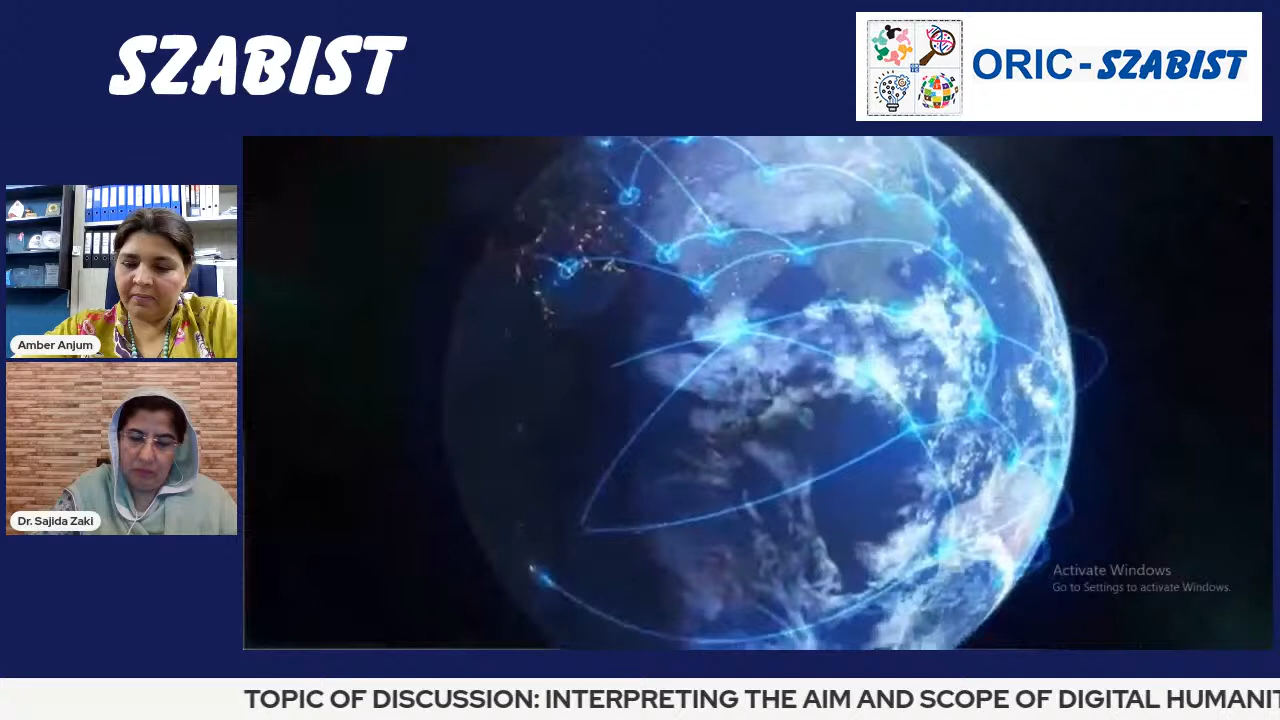 SZABIST
ORIC - SZABIST
Amber Anjum
Dr. Sajida Zaki
Activate Windows
Go to Settings to activate Windows.
TOPIC OF DISCUSSION: INTERPRETING THE AIM AND SCOPE OF DIGITAL HUMANIT